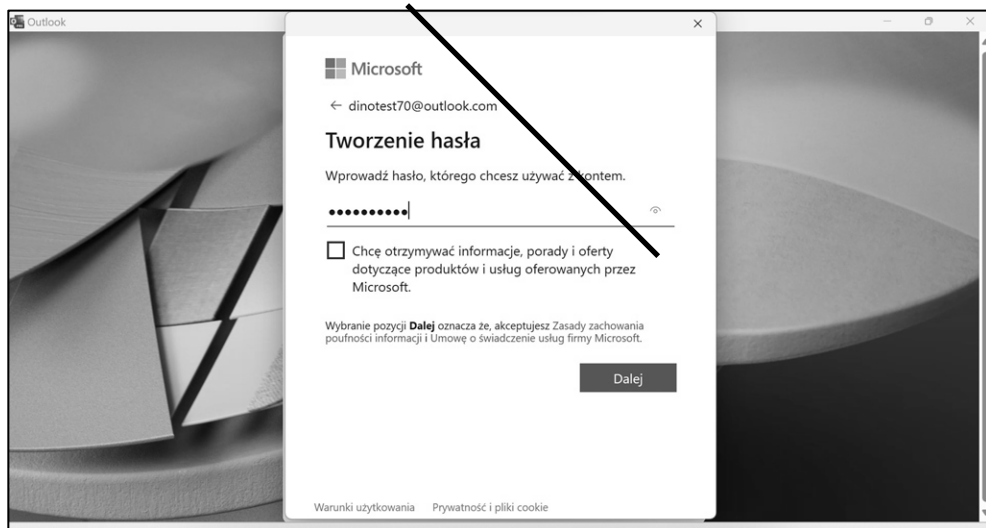 Outlook
Microsoft
← dinotest70@outlook.com
Tworzenie hasła
Wprowadź hasło, którego chcesz używać z kontem.
••••••••••
Chcę otrzymywać informacje, porady i oferty
dotyczące produktów i usług oferowanych przez
Microsoft.
Wybranie pozycji Dalej oznacza że, akceptujesz Zasady zachowania
poufności informacji i Umowę o świadczenie usług firmy Microsoft.
Dalej
Warunki użytkowania Prywatność i pliki cookie